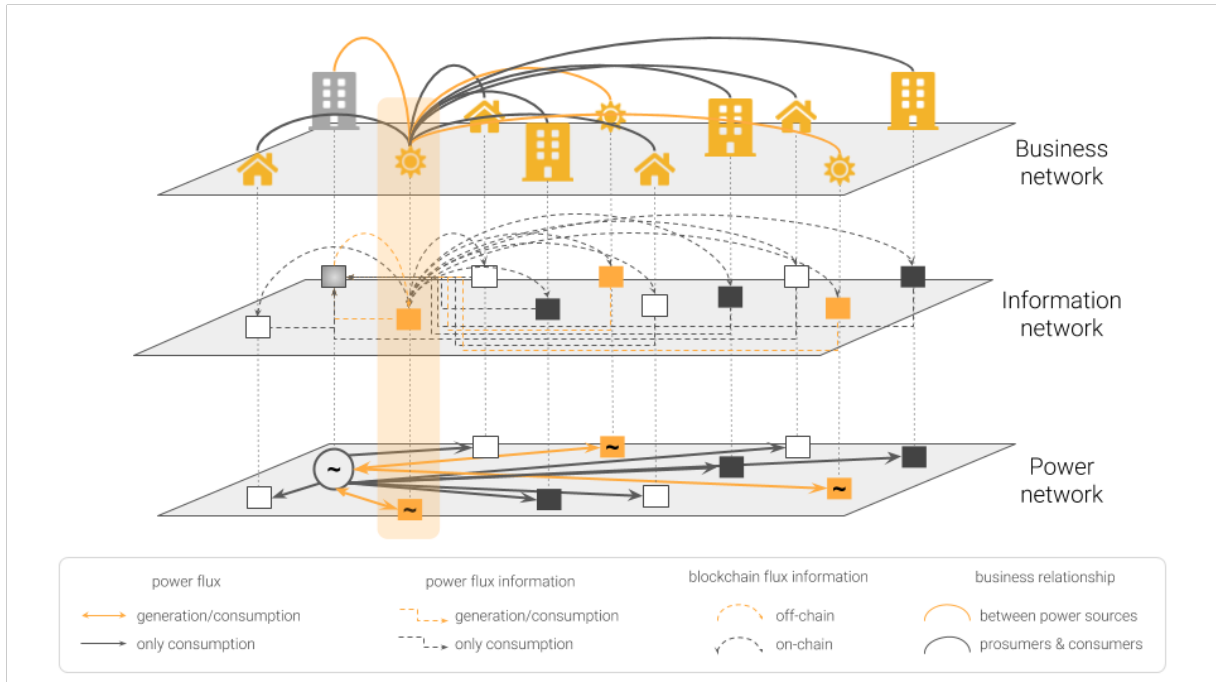 Business
network
Information
network
~
~
~
~
Power
network
power flux
power flux information
blockchain flux information
business relationship
generation/consumption
generation/consumption
off-chain
between power sources
only consumption
only consumption
on-chain
prosumers & consumers